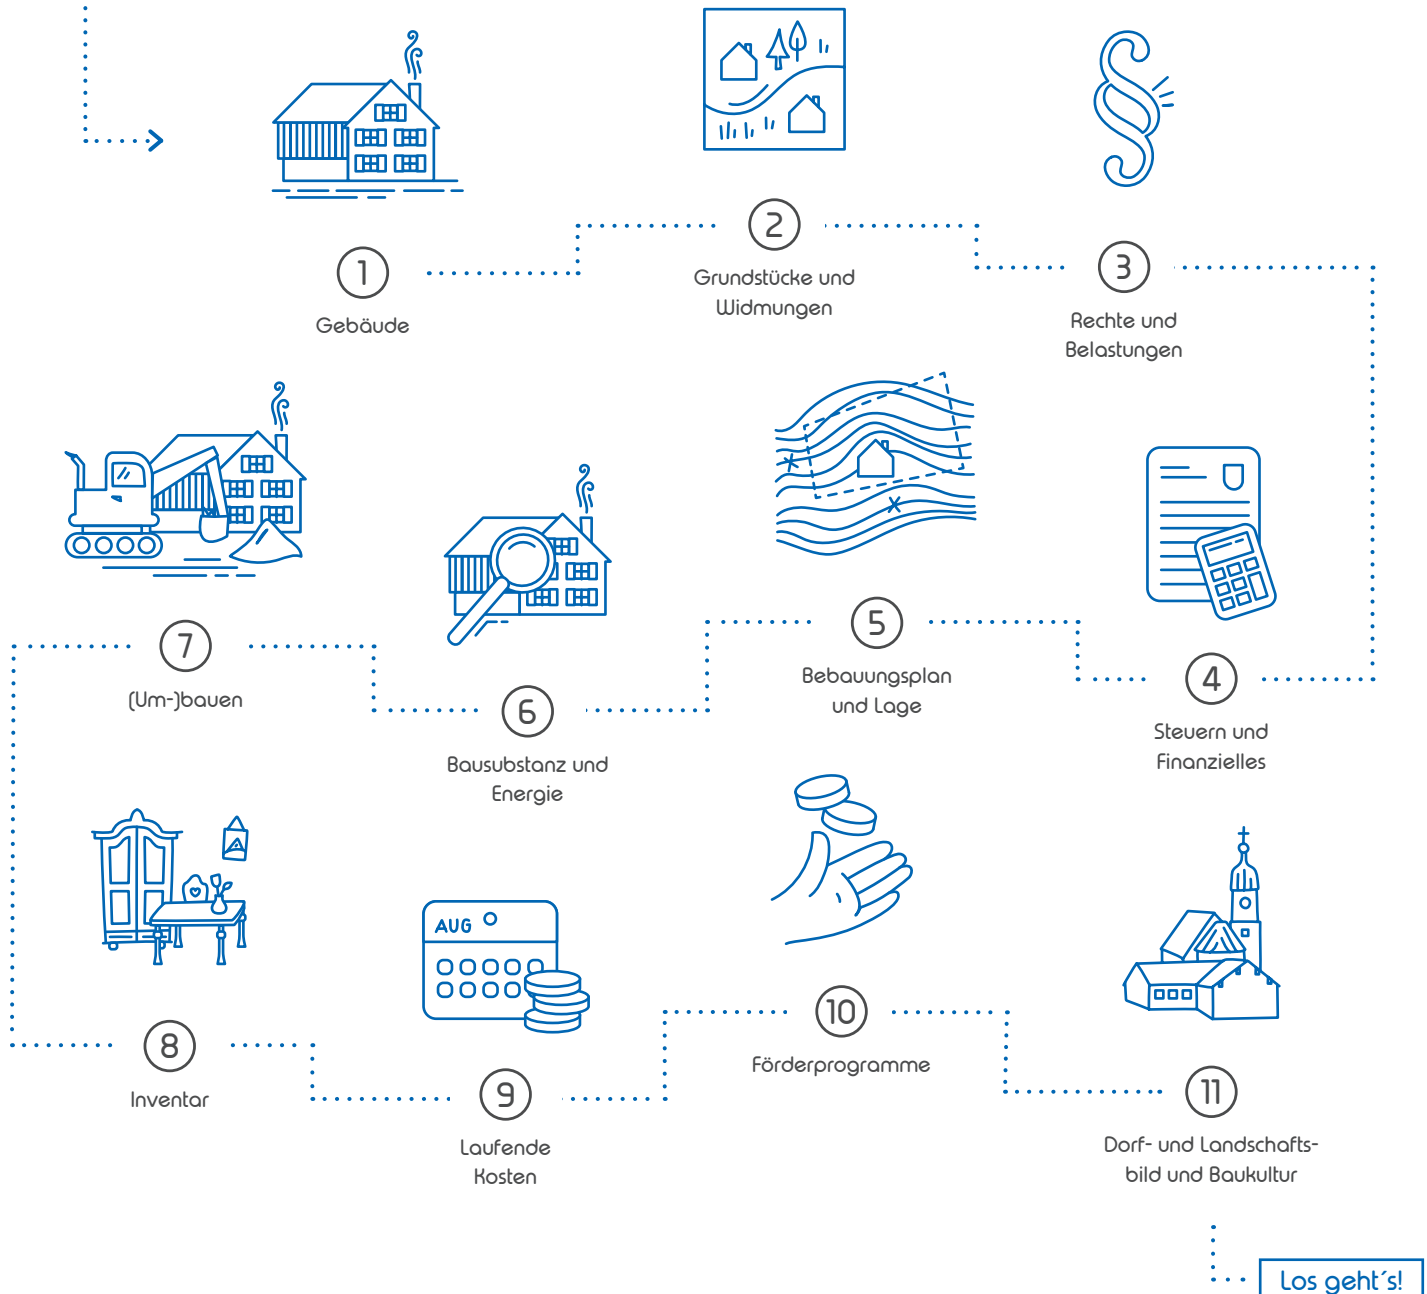 1
Gebäude
2
Grundstücke und
Widmungen
3
Rechte und
Belastungen
4
Steuern und
Finanzielles
5
Bebauungsplan
und Lage
6
Bausubstanz und
Energie
7
(Um-)bauen
8
Inventar
AUG
9
Laufende
Kosten
10
Förderprogramme
11
Dorf- und Landschafts-
bild und Baukultur
Los geht´s!